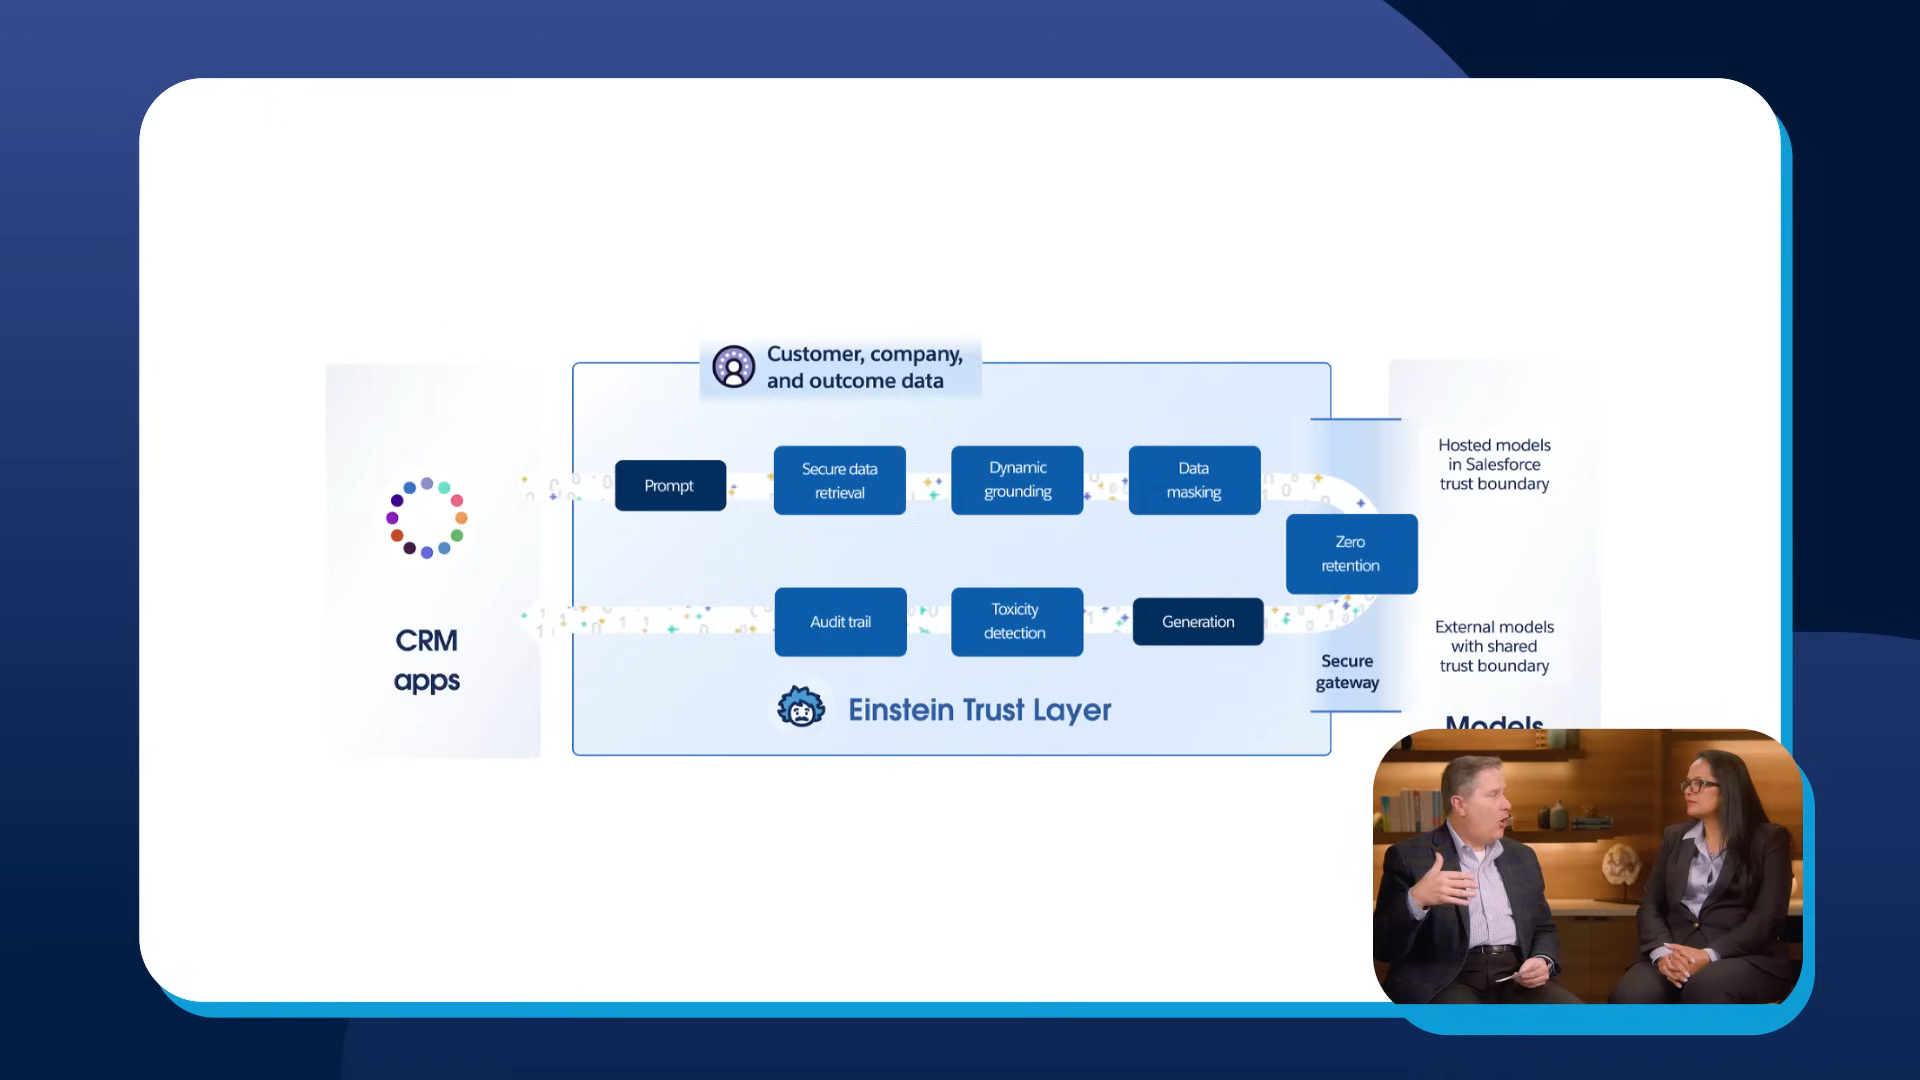 Customer, company,
and outcome data
Prompt
Secure data
retrieval
Dynamic
grounding
Data
masking
Zero
retention
Hosted models
in Salesforce
trust boundary
Audit trail
Toxicity
detection
Generation
External models
with shared
trust boundary
Secure
gateway
CRM
apps
Einstein Trust Layer
Models